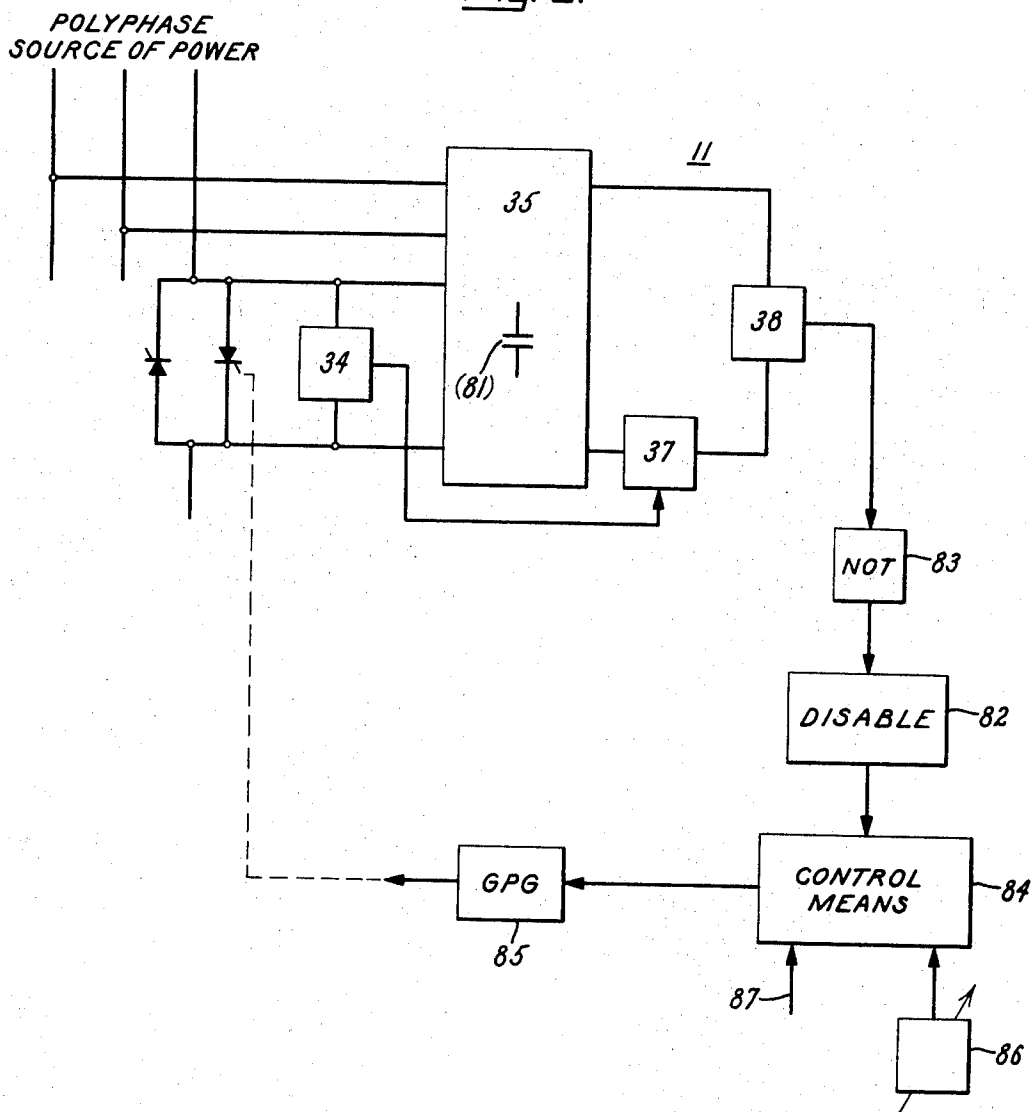 POLYPHASE
SOURCE OF POWER
11
35
38
34
(81)
37
NOT
83
DISABLE
82
CONTROL
MEANS
84
GPG
85
87
86